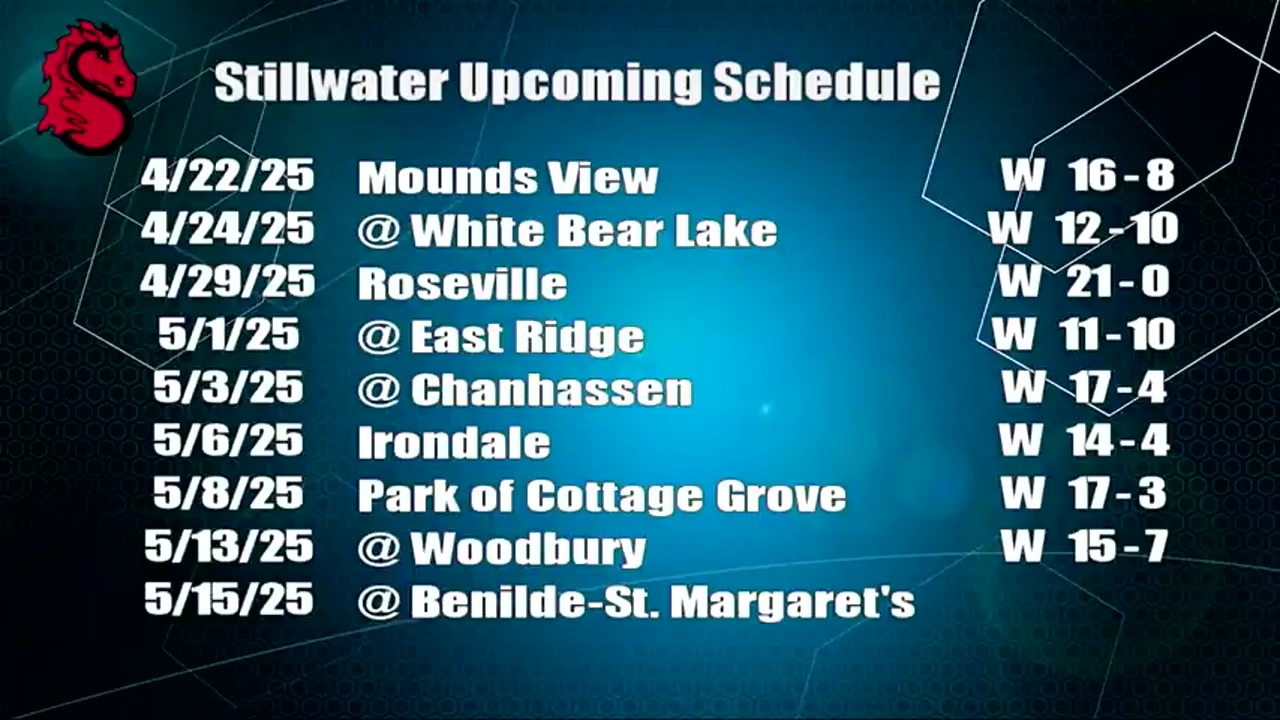 Stillwater Upcoming Schedule
4/22/25 Mounds View W 16-8
4/24/25 @ White Bear Lake W 12-10
4/29/25 Roseville W 21-0
5/1/25 @ East Ridge W 11-10
5/3/25 @ Chanhassen W 17-4
5/6/25 Irondale W 14-4
5/8/25 Park of Cottage Grove W 17-3
5/13/25 @ Woodbury W 15-7
5/15/25 @ Benilde-St. Margaret's